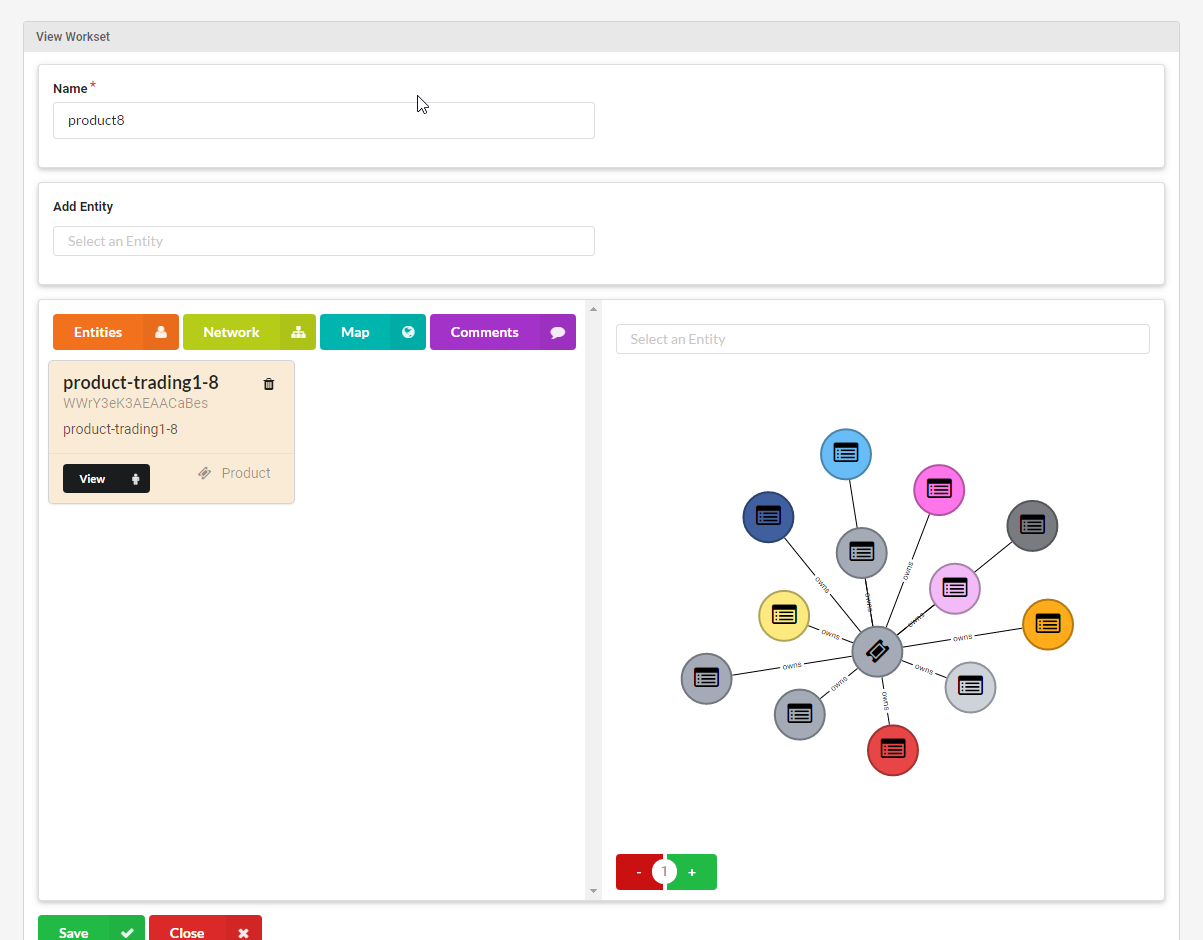 View Workset
Name *
product8
Add Entity
Select an Entity
Entities
Network
Map
Comments
product-trading1-8
WWrY3eK3AEAACaBes
product-trading1-8
View
Product
Select an Entity
owns
owns
owns
owns
owns
owns
owns
owns
owns
owns
- 1 +
Save
Close